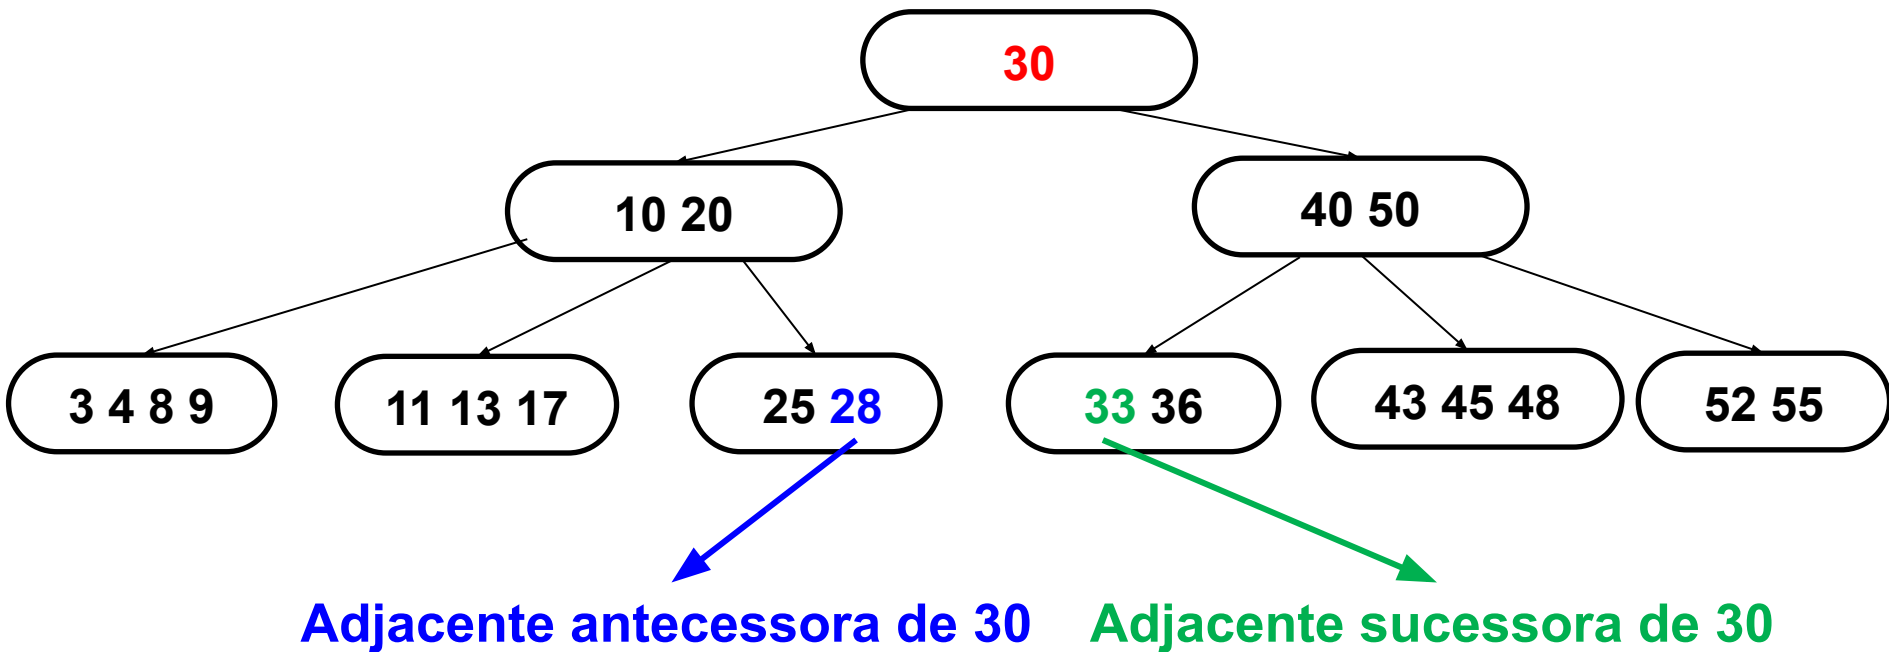 30
10 20
40 50
3 4 8 9
11 13 17
25 28
33 36
43 45 48
52 55
Adjacente antecessora de 30
Adjacente sucessora de 30